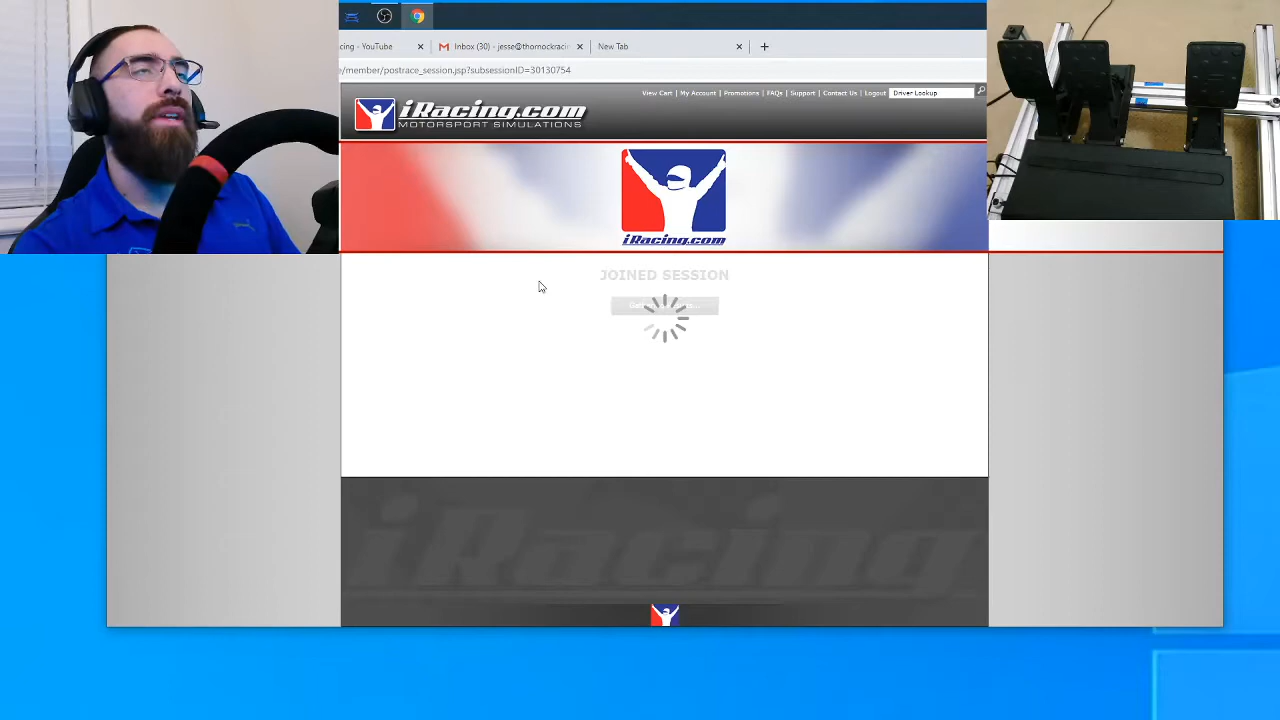 cing - YouTube
Inbox (30) - jesse@thornockracin
New Tab
e/member/postrace_session.jsp?subsessionID=30130754
View Cart | My Account | Promotions | FAQs | Support | Contact Us | Logout
Driver Lookup
iRacing.com
MOTORSPORT SIMULATIONS
iRacing.com
JOINED SESSION
iRacing